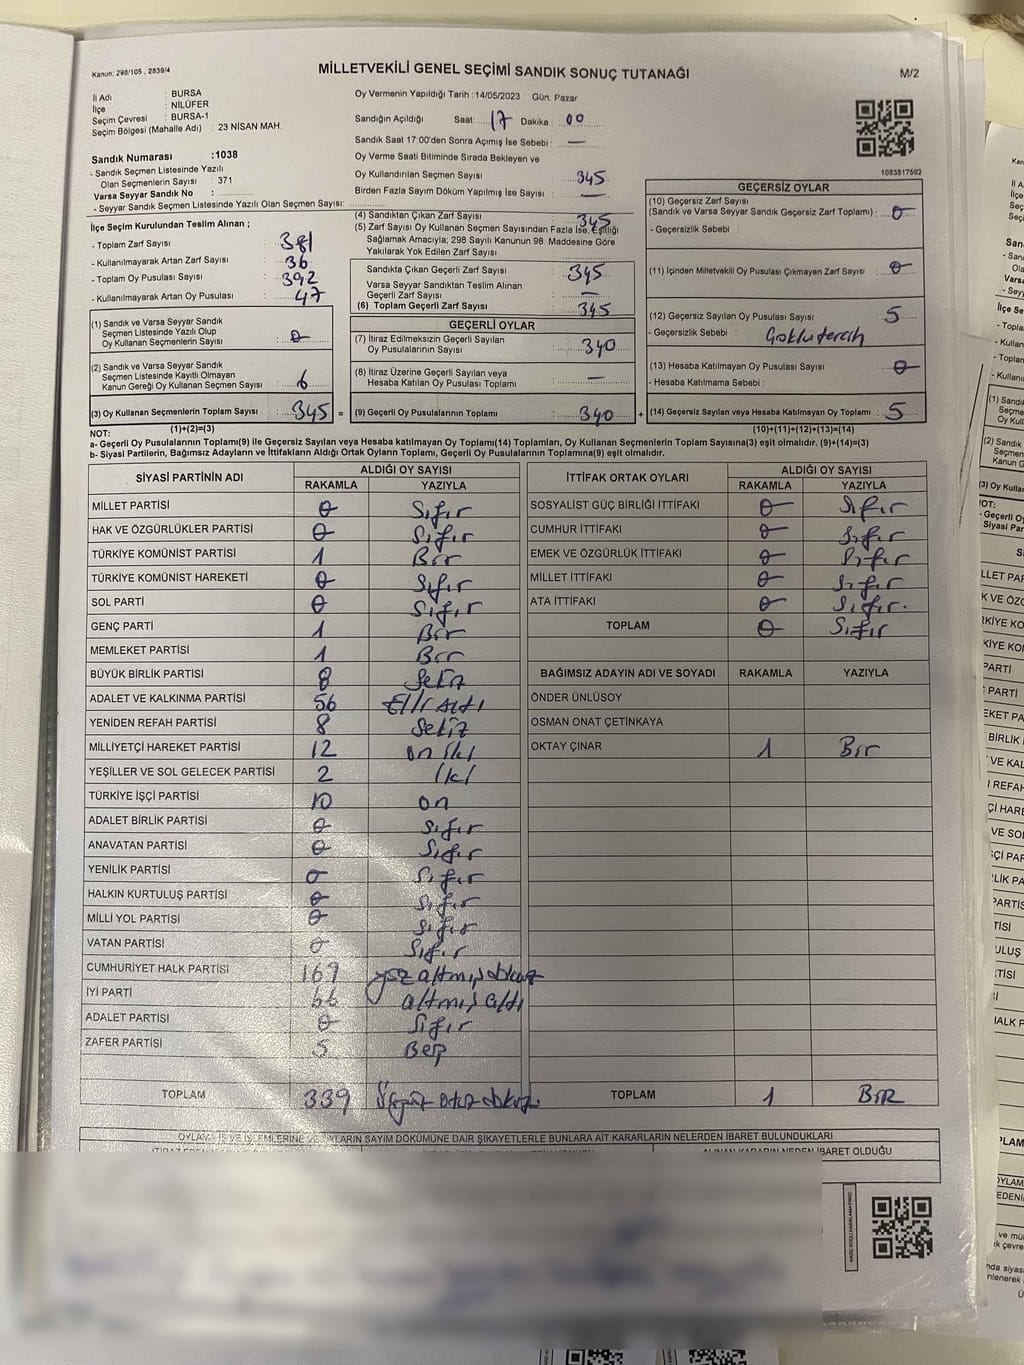 Kanun: 298/105 , 2839/4
MİLLETVEKİLİ GENEL SEÇİMİ SANDIK SONUÇ TUTANAĞI
M/2
İl Adı : BURSA
İlçe : NİLÜFER
Seçim Çevresi : BURSA-1
Seçim Bölgesi (Mahalle Adı) : 23 NİSAN MAH.
Oy Vermenin Yapıldığı Tarih :14/05/2023 Gün. Pazar
Sandığın Açıldığı Saat: 17 Dakika: 00
Sandık Saat 17:00'den Sonra Açımış İse Sebebi : —
Sandık Numarası :1038
- Sandık Seçmen Listesinde Yazılı
Olan Seçmenlerin Sayısı : 371
Varsa Seyyar Sandık No :
- Seyyar Sandık Seçmen Listesinde Yazılı Olan Seçmen Sayısı:
Oy Verme Saati Bitiminde Sırada Bekleyen ve
Oy Kullandırılan Seçmen Sayısı : 345
Birden Fazla Sayım Döküm Yapılmış İse Sayısı : —
1083817502
İlçe Seçim Kurulundan Teslim Alınan ;
- Toplam Zarf Sayısı : 381
- Kullanılmayarak Artan Zarf Sayısı : 36
- Toplam Oy Pusulası Sayısı : 392
- Kullanılmayarak Artan Oy Pusulası : 47
(1) Sandık ve Varsa Seyyar Sandık
Seçmen Listesinde Yazılı Olup
Oy Kullanan Seçmenlerin Sayısı : 0
(2) Sandık ve Varsa Seyyar Sandık
Seçmen Listesinde Kayıtlı Olmayan
Kanun Gereği Oy Kullanan Seçmen Sayısı : 6
(3) Oy Kullanan Seçmenlerin Toplam Sayısı : 345 =
(1)+(2)=(3)
(4) Sandıktan Çıkan Zarf Sayısı : 345
(5) Zarf Sayısı Oy Kullanan Seçmen Sayısından Fazla İse, Eşitliği
Sağlamak Amacıyla; 298 Sayılı Kanunun 98. Maddesine Göre
Yakılarak Yok Edilen Zarf Sayısı :
Sandıkta Çıkan Geçerli Zarf Sayısı : 345
Varsa Seyyar Sandıktan Teslim Alınan
Geçerli Zarf Sayısı : —
(6) Toplam Geçerli Zarf Sayısı : 345
GEÇERLİ OYLAR
(7) İtiraz Edilmeksizin Geçerli Sayılan
Oy Pusulalarının Sayısı : 340
(8) İtiraz Üzerine Geçerli Sayılan veya
Hesaba Katılan Oy Pusulası Toplamı : —
(9) Geçerli Oy Pusulalarının Toplamı : 340 +
GEÇERSİZ OYLAR
(10) Geçersiz Zarf Sayısı
(Sandık ve Varsa Seyyar Sandık Geçersiz Zarf Toplamı) : 0
- Geçersizlik Sebebi :
(11) İçinden Milletvekili Oy Pusulası Çıkmayan Zarf Sayısı : 0
(12) Geçersiz Sayılan Oy Pusulası Sayısı : 5
- Geçersizlik Sebebi : Çoklu tercih
(13) Hesaba Katılmayan Oy Pusulası Sayısı : 0
- Hesaba Katılmama Sebebi :
(14) Geçersiz Sayılan veya Hesaba Katılmayan Oy Toplamı : 5
(10)+(11)+(12)+(13)=(14)
NOT:
a- Geçerli Oy Pusulalarının Toplamı(9) ile Geçersiz Sayılan veya Hesaba katılmayan Oy Toplamı(14) Toplamları, Oy Kullanan Seçmenlerin Toplam Sayısına(3) eşit olmalıdır. (9)+(14)=(3)
b- Siyasi Partilerin, Bağımsız Adayların ve İttifakların Aldığı Ortak Oyların Toplamı, Geçerli Oy Pusulalarının Toplamına(9) eşit olmalıdır.
SİYASİ PARTİNİN ADI ALDIĞI OY SAYISI
RAKAMLA YAZIYLA
MİLLET PARTİSİ 0 Sıfır
HAK VE ÖZGÜRLÜKLER PARTİSİ 0 Sıfır
TÜRKİYE KOMÜNİST PARTİSİ 1 Bir
TÜRKİYE KOMÜNİST HAREKETİ 0 Sıfır
SOL PARTİ 0 Sıfır
GENÇ PARTİ 1 Bir
MEMLEKET PARTİSİ 1 Bir
BÜYÜK BİRLİK PARTİSİ 8 Sekiz
ADALET VE KALKINMA PARTİSİ 56 Elli altı
YENİDEN REFAH PARTİSİ 8 Sekiz
MİLLİYETÇİ HAREKET PARTİSİ 12 on iki
YEŞİLLER VE SOL GELECEK PARTİSİ 2 iki
TÜRKİYE İŞÇİ PARTİSİ 10 on
ADALET BİRLİK PARTİSİ 0 Sıfır
ANAVATAN PARTİSİ 0 Sıfır
YENİLİK PARTİSİ 0 Sıfır
HALKIN KURTULUŞ PARTİSİ 0 Sıfır
MİLLİ YOL PARTİSİ 0 Sıfır
VATAN PARTİSİ 0 Sıfır
CUMHURİYET HALK PARTİSİ 169 yüz altmış dokuz
İYİ PARTİ 66 altmış altı
ADALET PARTİSİ 0 Sıfır
ZAFER PARTİSİ 5 Beş
TOPLAM 339 Üçyüz otuz dokuz
İTTİFAK ORTAK OYLARI ALDIĞI OY SAYISI
RAKAMLA YAZIYLA
SOSYALİST GÜÇ BİRLİĞİ İTTİFAKI 0 Sıfır
CUMHUR İTTİFAKI 0 Sıfır
EMEK VE ÖZGÜRLÜK İTTİFAKI 0 Sıfır
MİLLET İTTİFAKI 0 Sıfır
ATA İTTİFAKI 0 Sıfır.
TOPLAM 0 Sıfır
BAĞIMSIZ ADAYIN ADI VE SOYADI RAKAMLA YAZIYLA
ÖNDER ÜNLÜSOY
OSMAN ONAT ÇETİNKAYA
OKTAY ÇINAR 1 Bir
TOPLAM 1 BİR
OYLAMA İŞ VE İŞLEMLERİNE VE OYLARIN SAYIM DÖKÜMÜNE DAİR ŞİKAYETLERLE BUNLARA AİT KARARLARIN NELERDEN İBARET BULUNDUKLARI
ALINAN KARARIN NEDEN İBARET OLDUĞU